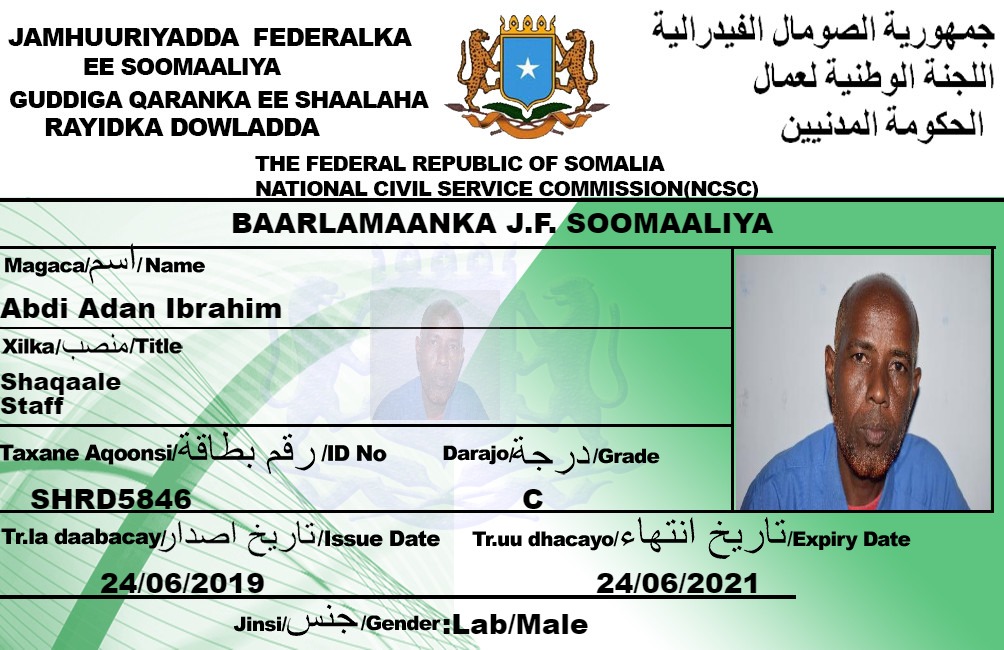 JAMHUURIYADDA FEDERALKA
EE SOOMAALIYA
GUDDIGA QARANKA EE SHAALAHA
RAYIDKA DOWLADDA
جمهورية الصومال الفيدرالية
اللجنة الوطنية لعمال
الحكومة المدنيين
THE FEDERAL REPUBLIC OF SOMALIA
NATIONAL CIVIL SERVICE COMMISSION(NCSC)
BAARLAMAANKA J.F. SOOMAALIYA
Magaca/اسم/Name
Abdi Adan Ibrahim
Xilka/منصب/Title
Shaqaale
Staff
Taxane Aqoonsi/رقم بطاقة/ID No
Darajo/درجة/Grade
SHRD5846
C
Tr.la daabacay/تاريخ اصدار/Issue Date
Tr.uu dhacayo/تاريخ انتهاء/Expiry Date
24/06/2019
24/06/2021
Jinsi/جنس/Gender:Lab/Male